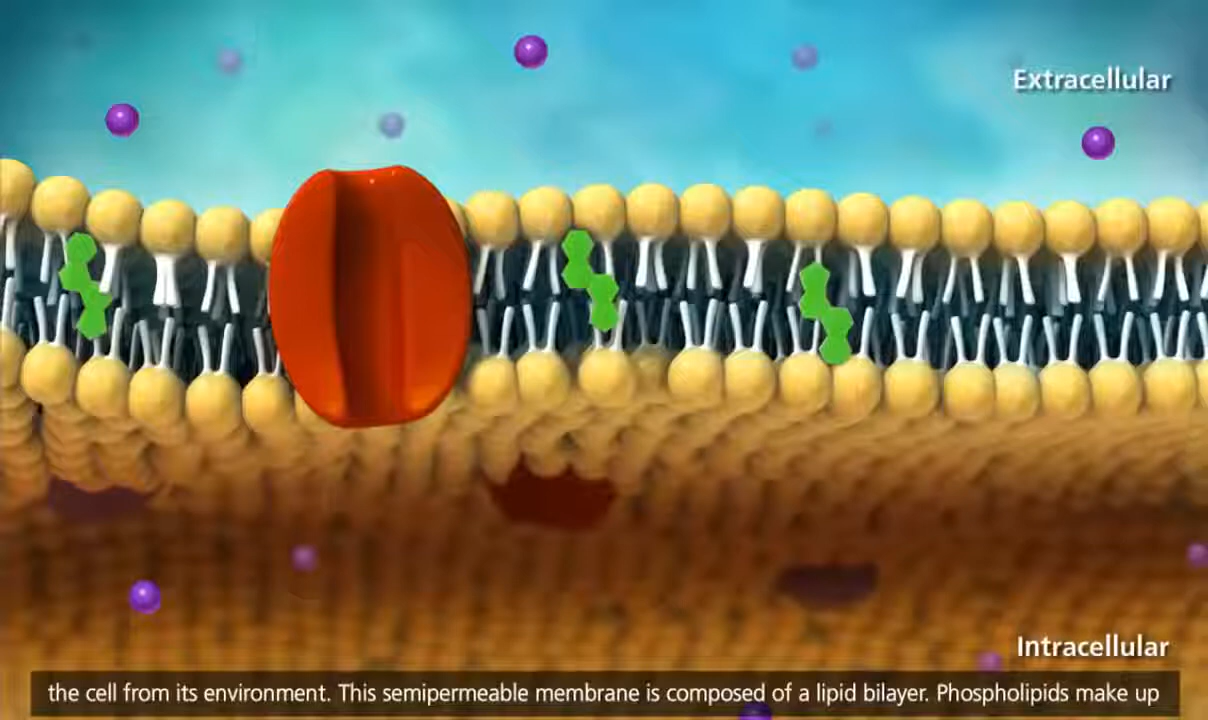 Extracellular
Intracellular
the cell from its environment. This semipermeable membrane is composed of a lipid bilayer. Phospholipids make up